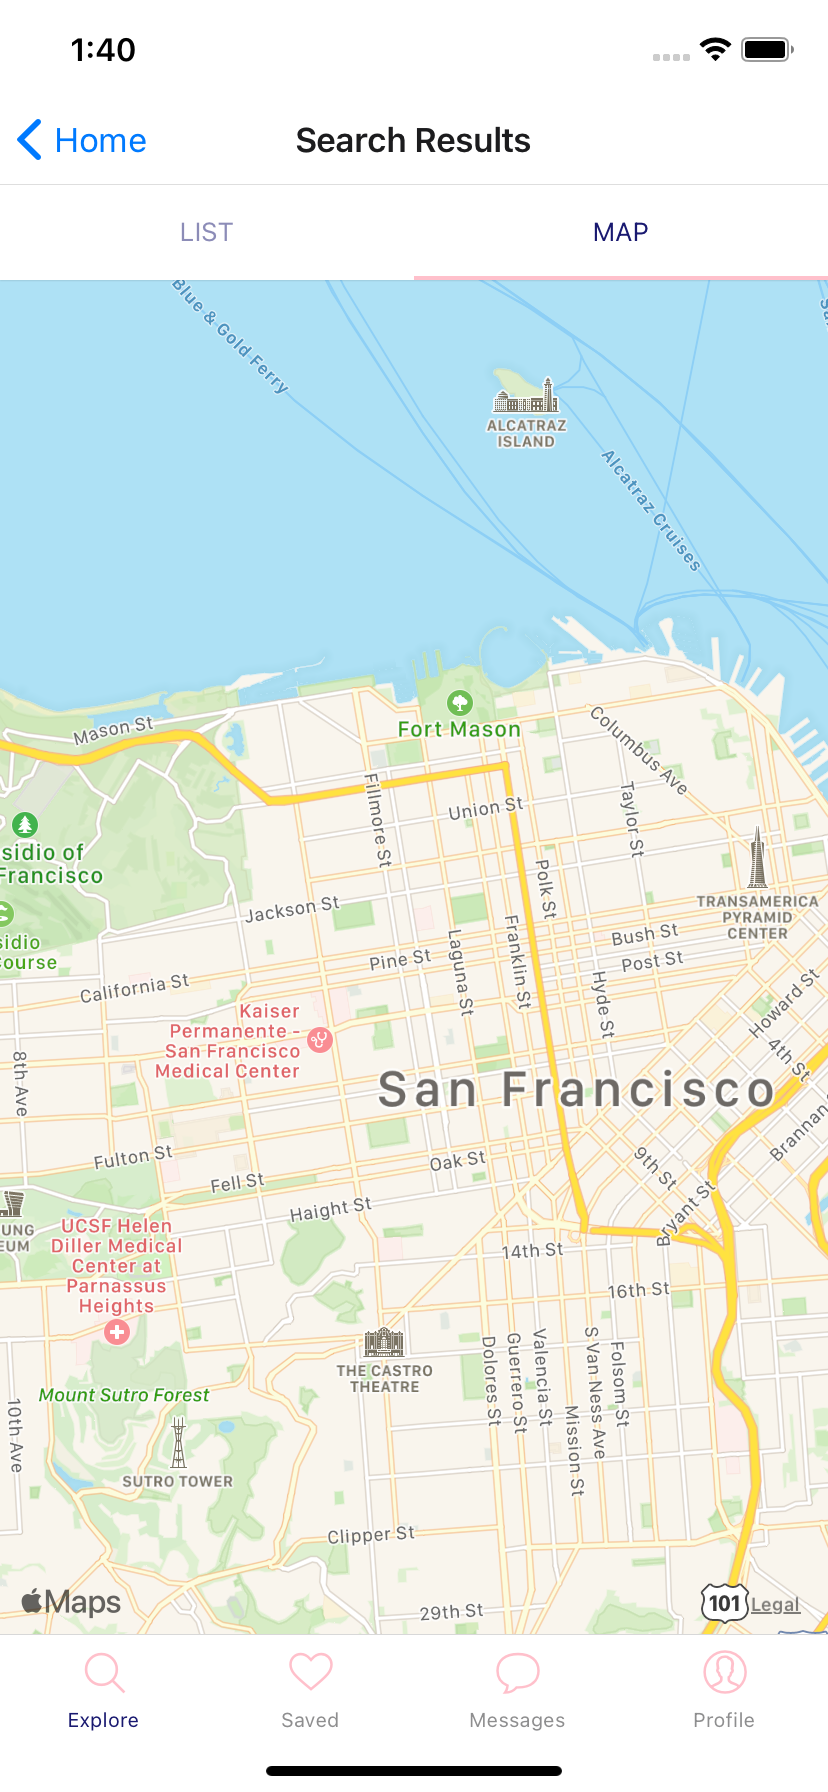 1:40
Home
Search Results
LIST
MAP
Blue & Gold Ferry
ALCATRAZ
ISLAND
Alcatraz Cruises
Mason St
Fort Mason
Columbus Ave
Fillmore St
Union St
Taylor St
sidio of
Francisco
Polk St
TRANSAMERICA
PYRAMID
CENTER
Jackson St
Franklin St
Laguna St
Bush St
Post St
sidio
ourse
Pine St
California St
Hyde St
Howard St
Kaiser
Permanente -
San Francisco
Medical Center
4th St
8th Ave
San Francisco
Brannan
Fulton St
Oak St
9th St
Fell St
Haight St
Bryant St
UNG
EUM
UCSF Helen
Diller Medical
Center at
Parnassus
Heights
14th St
16th St
THE CASTRO
THEATRE
Dolores St
Guerrero St
Valencia St
Mission St
S Van Ness Ave
Folsom St
Mount Sutro Forest
10th Ave
SUTRO TOWER
Clipper St
Maps
29th St
101
Legal
Explore
Saved
Messages
Profile